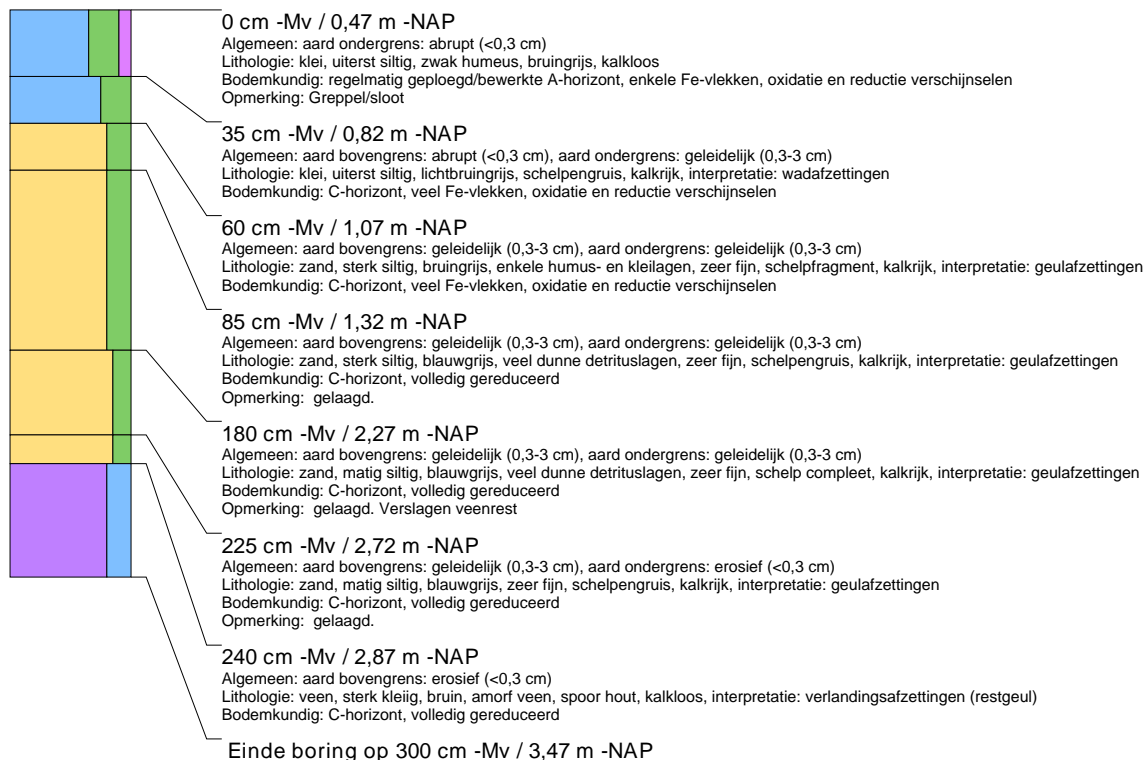 0 cm -Mv / 0,47 m -NAP
Algemeen: aard ondergrens: abrupt (<0,3 cm)
Lithologie: klei, uiterst siltig, zwak humeus, bruingrijs, kalkloos
Bodemkundig: regelmatig geploegd/bewerkte A-horizont, enkele Fe-vlekken, oxidatie en reductie verschijnselen
Opmerking: Greppel/sloot
35 cm -Mv / 0,82 m -NAP
Algemeen: aard bovengrens: abrupt (<0,3 cm), aard ondergrens: geleidelijk (0,3-3 cm)
Lithologie: klei, uiterst siltig, lichtbruingrijs, schelpengruis, kalkrijk, interpretatie: wadafzettingen
Bodemkundig: C-horizont, veel Fe-vlekken, oxidatie en reductie verschijnselen
60 cm -Mv / 1,07 m -NAP
Algemeen: aard bovengrens: geleidelijk (0,3-3 cm), aard ondergrens: geleidelijk (0,3-3 cm)
Lithologie: zand, sterk siltig, bruingrijs, enkele humus- en kleilagen, zeer fijn, schelpfragment, kalkrijk, interpretatie: geulafzettingen
Bodemkundig: C-horizont, veel Fe-vlekken, oxidatie en reductie verschijnselen
85 cm -Mv / 1,32 m -NAP
Algemeen: aard bovengrens: geleidelijk (0,3-3 cm), aard ondergrens: geleidelijk (0,3-3 cm)
Lithologie: zand, sterk siltig, blauwgrijs, veel dunne detrituslagen, zeer fijn, schelpengruis, kalkrijk, interpretatie: geulafzettingen
Bodemkundig: C-horizont, volledig gereduceerd
Opmerking: gelaagd.
180 cm -Mv / 2,27 m -NAP
Algemeen: aard bovengrens: geleidelijk (0,3-3 cm), aard ondergrens: geleidelijk (0,3-3 cm)
Lithologie: zand, matig siltig, blauwgrijs, veel dunne detrituslagen, zeer fijn, schelp compleet, kalkrijk, interpretatie: geulafzettingen
Bodemkundig: C-horizont, volledig gereduceerd
Opmerking: gelaagd. Verslagen veenrest
225 cm -Mv / 2,72 m -NAP
Algemeen: aard bovengrens: geleidelijk (0,3-3 cm), aard ondergrens: erosief (<0,3 cm)
Lithologie: zand, matig siltig, blauwgrijs, zeer fijn, schelpengruis, kalkrijk, interpretatie: geulafzettingen
Bodemkundig: C-horizont, volledig gereduceerd
Opmerking: gelaagd.
240 cm -Mv / 2,87 m -NAP
Algemeen: aard bovengrens: erosief (<0,3 cm)
Lithologie: veen, sterk kleiig, bruin, amorf veen, spoor hout, kalkloos, interpretatie: verlandingsafzettingen (restgeul)
Bodemkundig: C-horizont, volledig gereduceerd
Einde boring op 300 cm -Mv / 3,47 m -NAP